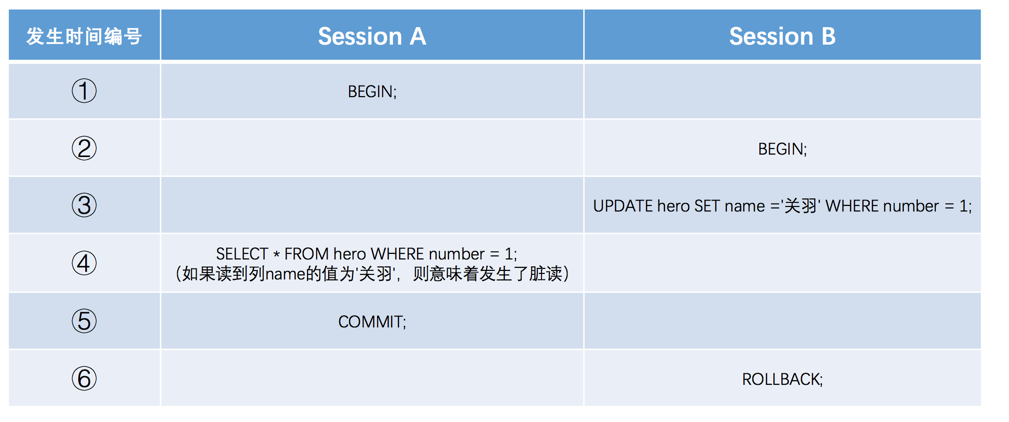 发生时间编号 Session A Session B
① BEGIN;
② BEGIN;
③ UPDATE hero SET name ='关羽' WHERE number = 1;
④ SELECT * FROM hero WHERE number = 1;
（如果读到列name的值为'关羽'，则意味着发生了脏读）
⑤ COMMIT;
⑥ ROLLBACK;